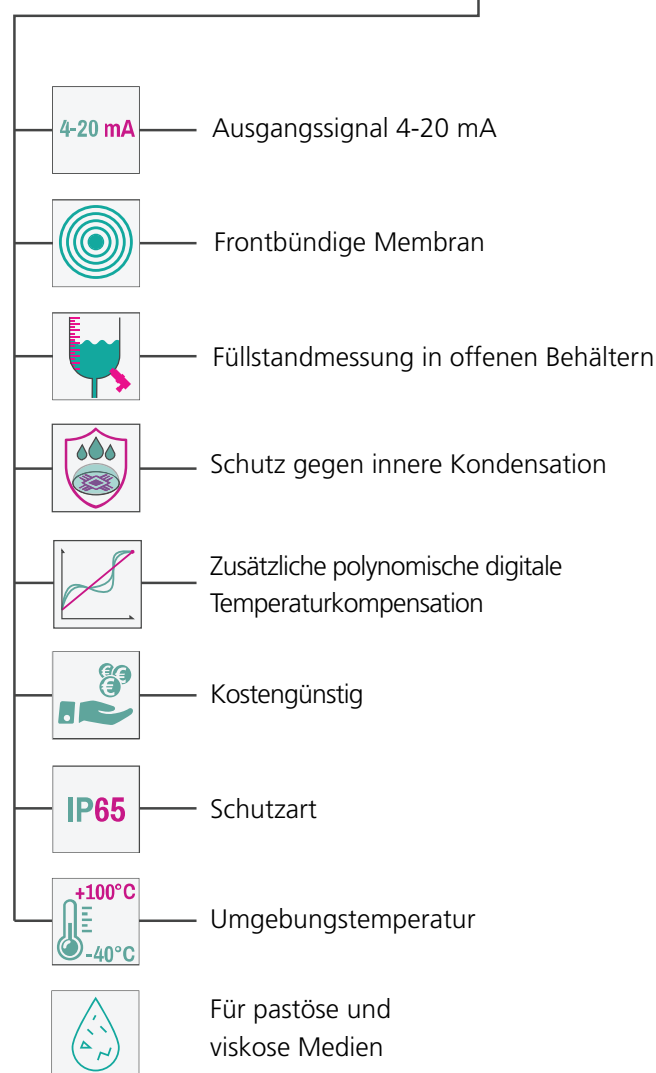 4-20 mA
Ausgangssignal 4-20 mA
Frontbündige Membran
Füllstandmessung in offenen Behältern
Schutz gegen innere Kondensation
Zusätzliche polynomische digitale
Temperaturkompensation
€€
€
Kostengünstig
IP65
Schutzart
+100°C
-40°C
Umgebungstemperatur
Für pastöse und
viskose Medien